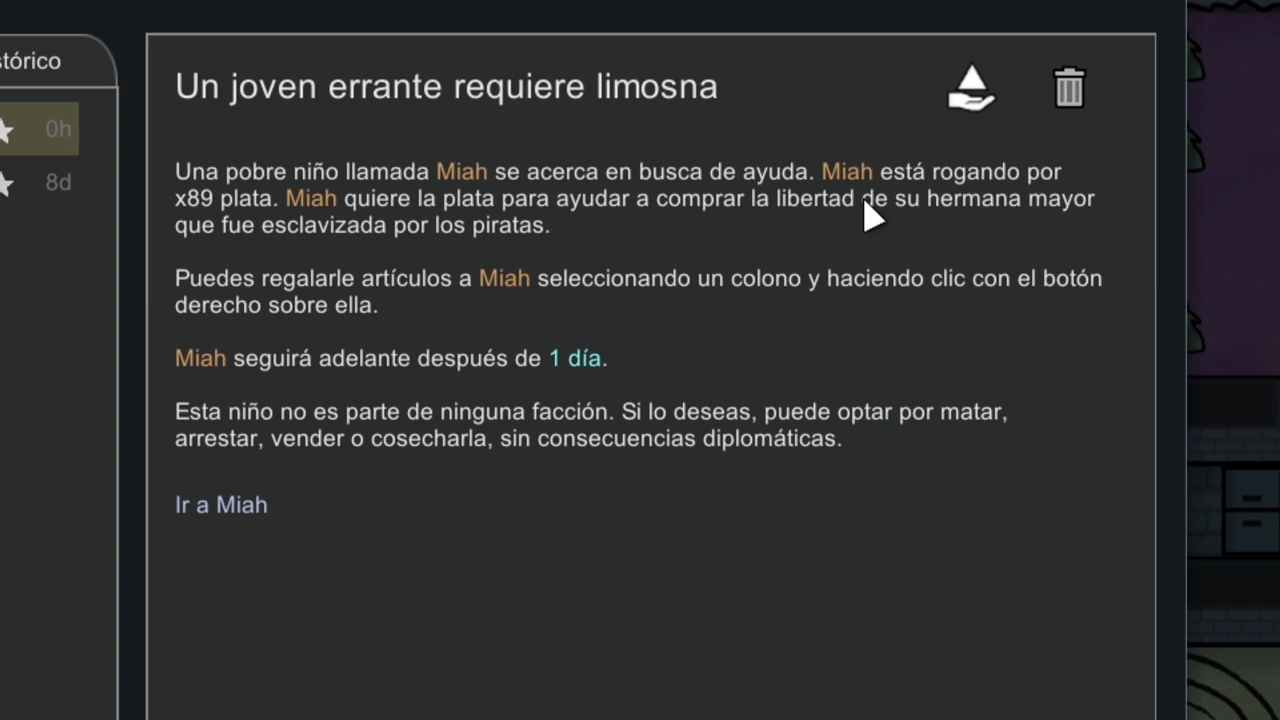 stórico
0h
8d
Un joven errante requiere limosna
Una pobre niño llamada Miah se acerca en busca de ayuda. Miah está rogando por
x89 plata. Miah quiere la plata para ayudar a comprar la libertad de su hermana mayor
que fue esclavizada por los piratas.
Puedes regalarle artículos a Miah seleccionando un colono y haciendo clic con el botón
derecho sobre ella.
Miah seguirá adelante después de 1 día.
Esta niño no es parte de ninguna facción. Si lo deseas, puede optar por matar,
arrestar, vender o cosecharla, sin consecuencias diplomáticas.
Ir a Miah